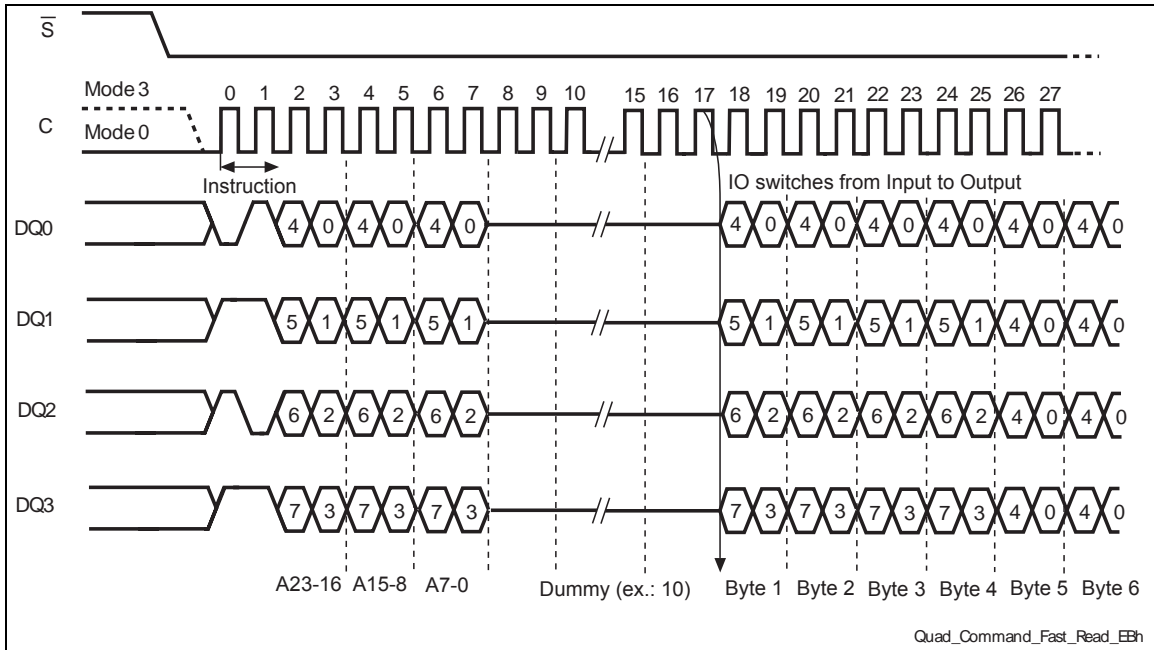 S
Mode 3
0 1 2 3 4 5 6 7 8 9 10 15 16 17 18 19 20 21 22 23 24 25 26 27
C
Mode 0
Instruction
IO switches from Input to Output
DQ0 4 0 4 0 4 0 4 0 4 0 4 0 4 0 4 0 4 0
DQ1 5 1 5 1 5 1 5 1 5 1 5 1 5 1 4 0 4 0
DQ2 6 2 6 2 6 2 6 2 6 2 6 2 6 2 4 0 4 0
DQ3 7 3 7 3 7 3 7 3 7 3 7 3 7 3 4 0 4 0
A23-16 A15-8 A7-0 Dummy (ex.: 10) Byte 1 Byte 2 Byte 3 Byte 4 Byte 5 Byte 6
Quad_Command_Fast_Read_EBh